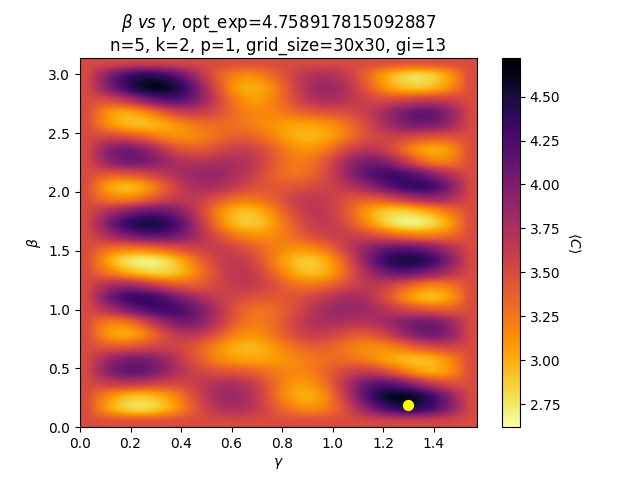 β vs γ, opt_exp=4.758917815092887
n=5, k=2, p=1, grid_size=30x30, gi=13
3.0
2.5
2.0
1.5
1.0
0.5
0.0
β
0.0 0.2 0.4 0.6 0.8 1.0 1.2 1.4
γ
4.50
4.25
4.00
3.75
3.50
3.25
3.00
2.75
⟨C⟩